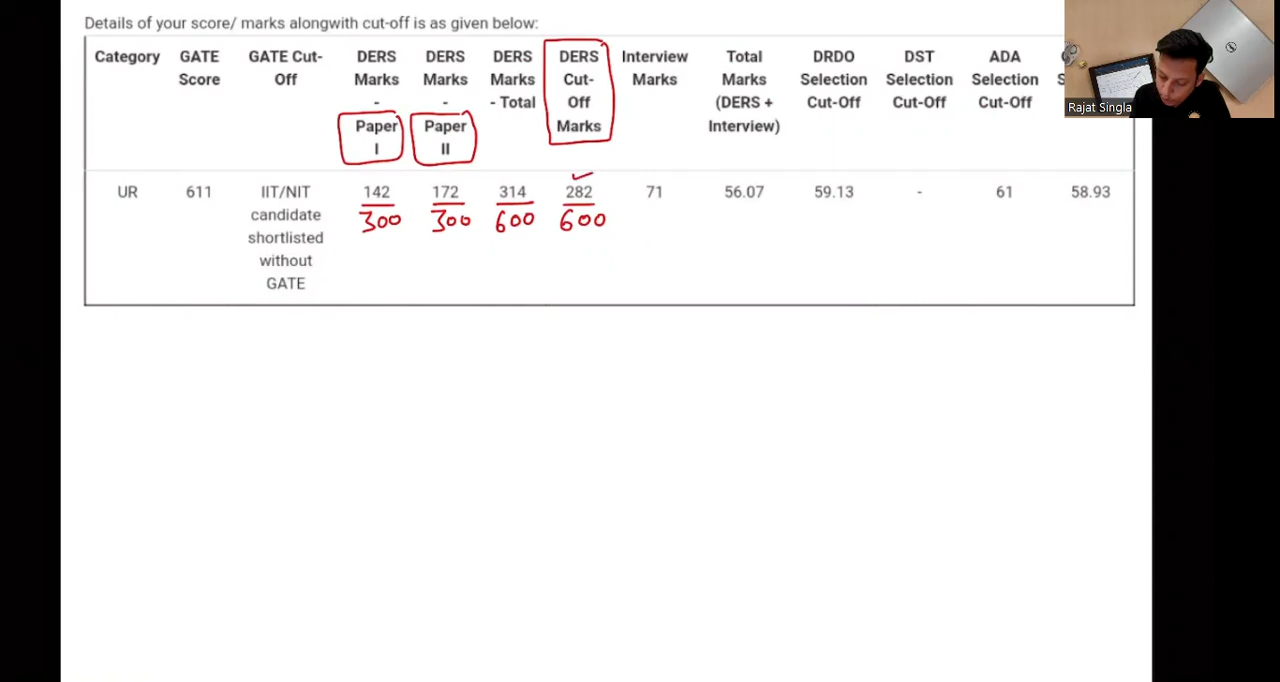 Details of your score/ marks alongwith cut-off is as given below:
Category GATE GATE Cut- DERS DERS DERS DERS Interview Total DRDO DST ADA
Score Off Marks Marks Marks Cut- Marks Marks Selection Selection Selection
- - - Total Off (DERS + Cut-Off Cut-Off Cut-Off
Paper Paper Marks Interview)
I II
UR 611 IIT/NIT 142 172 314 282 71 56.07 59.13 - 61 58.93
candidate 300 300 600 600
shortlisted
without
GATE
Rajat Singla